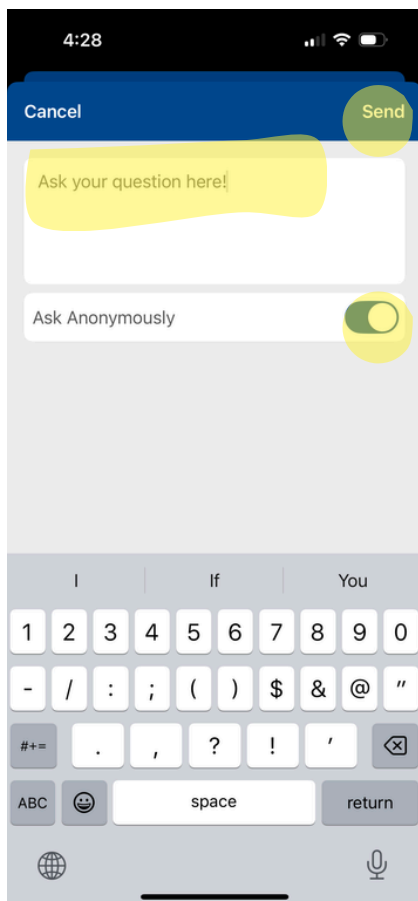 4:28
Cancel Send
Ask your question here!
Ask Anonymously
I If You
1 2 3 4 5 6 7 8 9 0
- / : ; ( ) $ & @ "
#+= . , ? ! '
ABC space return